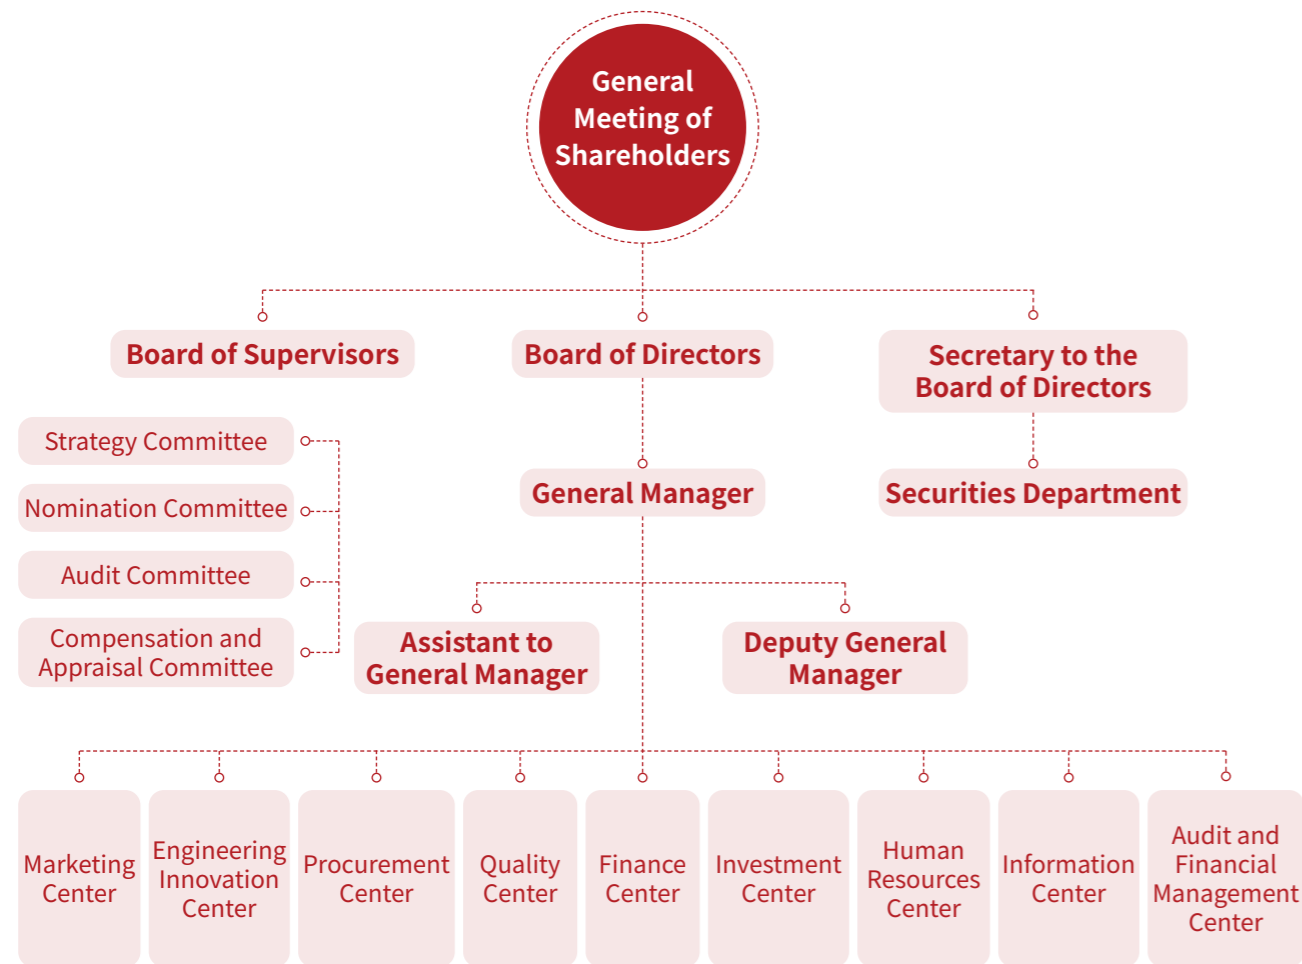 General
Meeting of
Shareholders
Board of Supervisors
Board of Directors
Secretary to the
Board of Directors
Strategy Committee
Nomination Committee
Audit Committee
Compensation and
Appraisal Committee
General Manager
Securities Department
Assistant to
General Manager
Deputy General
Manager
Marketing
Center
Engineering
Innovation
Center
Procurement
Center
Quality
Center
Finance
Center
Investment
Center
Human
Resources
Center
Information
Center
Audit and
Financial
Management
Center